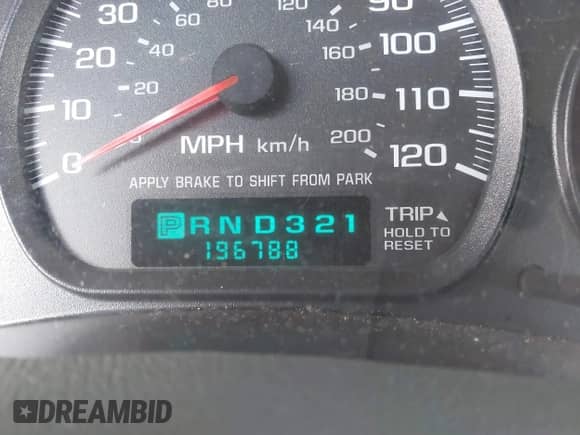 60 80
120 90
30 140 100
40 160
20 20 180 110
10 0 MPH km/h 200 120
0
APPLY BRAKE TO SHIFT FROM PARK
PRND321 TRIP
HOLD TO
196788 RESET
DREAMBID